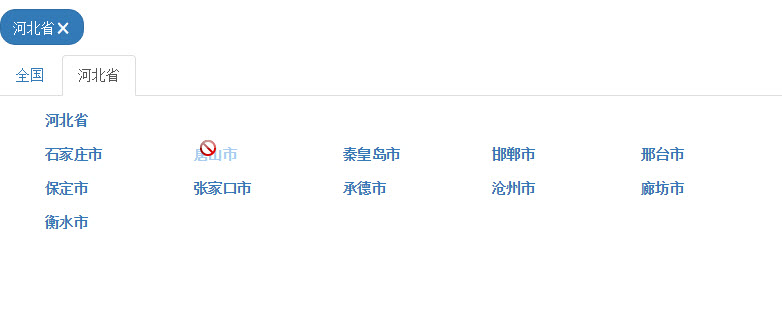 河北省
全国 河北省
河北省
石家庄市 唐山市 秦皇岛市 邯郸市 邢台市
保定市 张家口市 承德市 沧州市 廊坊市
衡水市